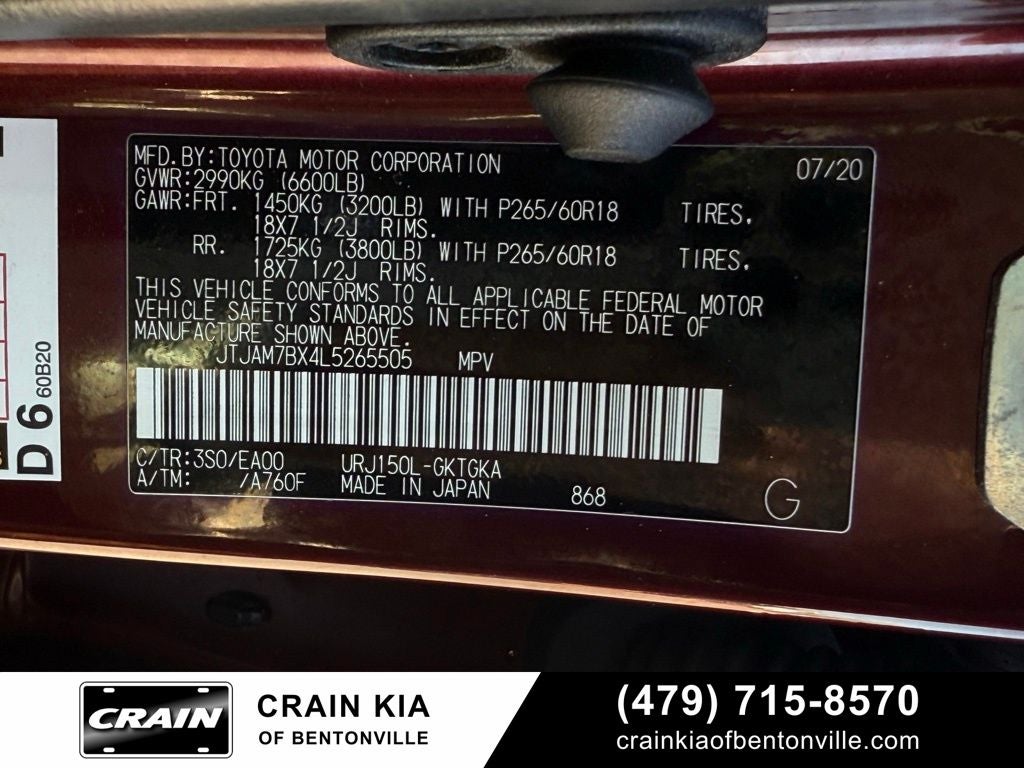 MFD.BY:TOYOTA MOTOR CORPORATION 07/20
GVWR:2990KG (6600LB)
GAWR:FRT. 1450KG (3200LB) WITH P265/60R18 TIRES,
18X7 1/2J RIMS.
RR. 1725KG (3800LB) WITH P265/60R18 TIRES,
18X7 1/2J RIMS.
THIS VEHICLE CONFORMS TO ALL APPLICABLE FEDERAL MOTOR
VEHICLE SAFETY STANDARDS IN EFFECT ON THE DATE OF
MANUFACTURE SHOWN ABOVE.
JTJAM7BX4L5265505 MPV
C/TR:3S0/EA00 URJ150L-GKTGKA
A/TM: /A760F MADE IN JAPAN 868 G
D 6 60B20
CRAIN
CRAIN KIA
OF BENTONVILLE
(479) 715-8570
crainkiaofbentonville.com